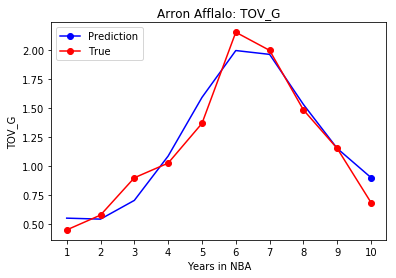 Arron Afflalo: TOV_G
Prediction
True
2.00
1.75
1.50
1.25
1.00
0.75
0.50
TOV_G
1 2 3 4 5 6 7 8 9 10
Years in NBA